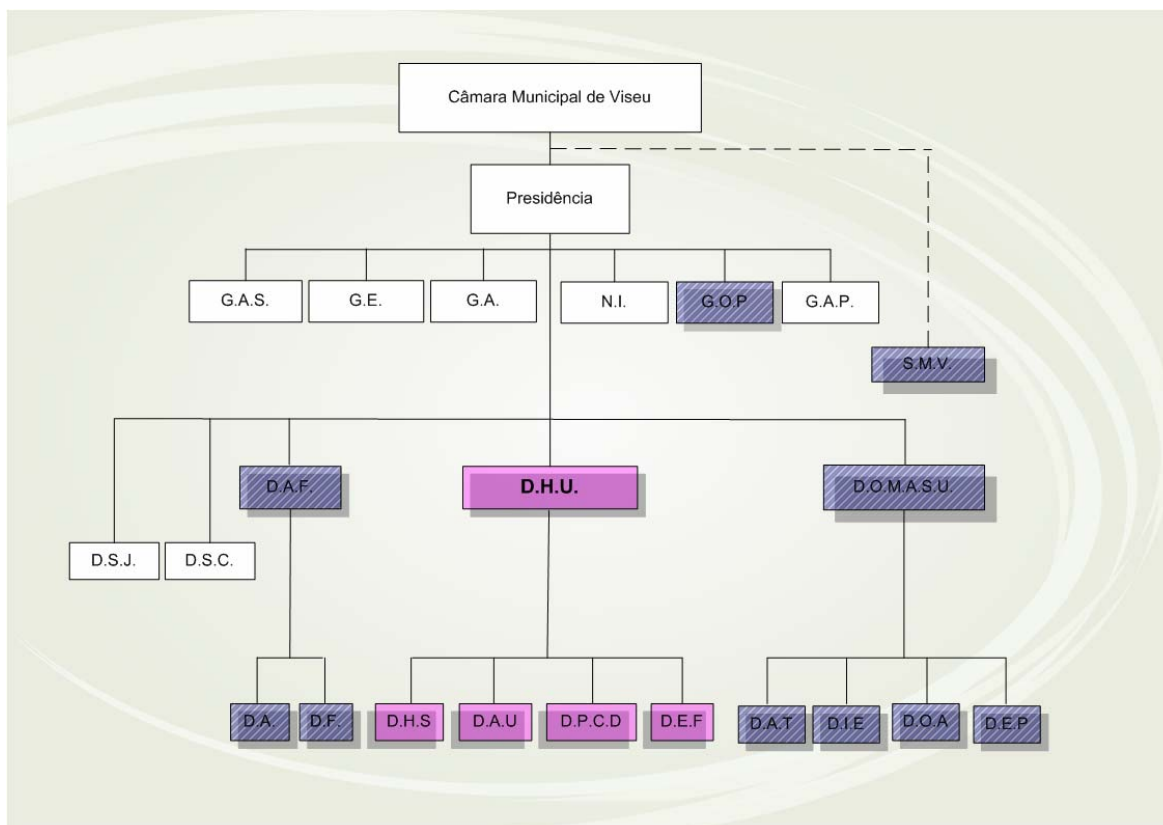 Câmara Municipal de Viseu
Presidência
G.A.S.
G.E.
G.A.
N.I.
G.O.P
G.A.P.
S.M.V.
D.A.F.
D.H.U.
D.O.M.A.S.U.
D.S.J.
D.S.C.
D.A.
D.F.
D.H.S
D.A.U
D.P.C.D
D.E.F
D.A.T
D.I.E
D.O.A
D.E.P